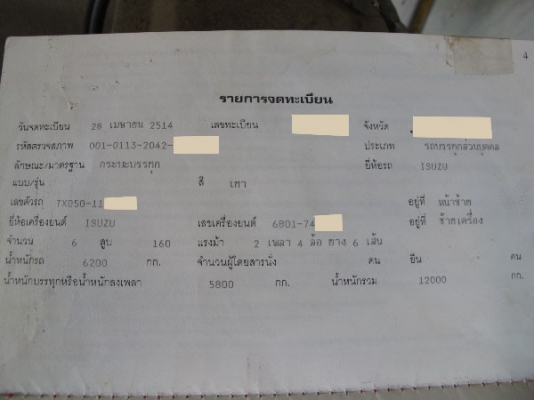 4
รายการจดทะเบียน
วันจดทะเบียน 28 เมษายน 2514 เลขทะเบียน จังหวัด
รหัสตรวจสภาพ 001-0113-2042- ประเภท รถบรรทุกส่วนบุคคล
ลักษณะ/มาตรฐาน กระบะบรรทุก ยี่ห้อรถ ISUZU
แบบ/รุ่น สี เทา
เลขตัวรถ TXD50-11 อยู่ที่ หน้าซ้าย
ยี่ห้อเครื่องยนต์ ISUZU เลขเครื่องยนต์ 6801-74 อยู่ที่ ซ้ายเครื่อง
จำนวน 6 สูบ 160 แรงม้า 2 เพลา 4 ล้อ ยาง 6 เส้น
น้ำหนักรถ 6200 กก. จำนวนผู้โดยสารนั่ง คน ยืน คน
น้ำหนักบรรทุกหรือน้ำหนักลงเพลา 5800 กก. น้ำหนักรวม 12000 กก.